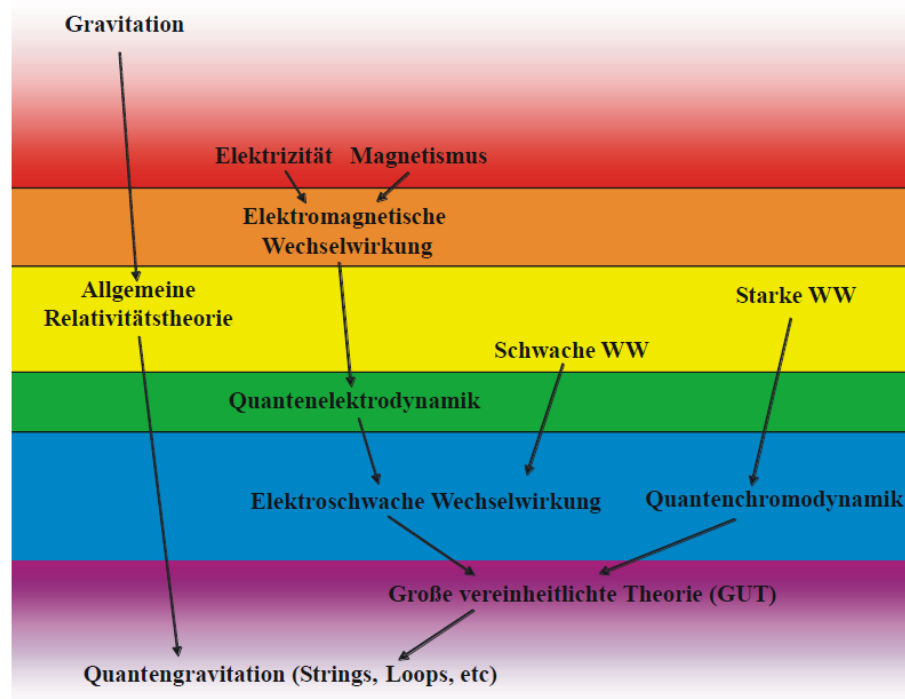 Gravitation
Elektrizität Magnetismus
Elektromagnetische
Wechselwirkung
Allgemeine
Relativitätstheorie
Starke WW
Schwache WW
Quantenelektrodynamik
Elektroschwache Wechselwirkung
Quantenchromodynamik
Große vereinheitlichte Theorie (GUT)
Quantengravitation (Strings, Loops, etc)